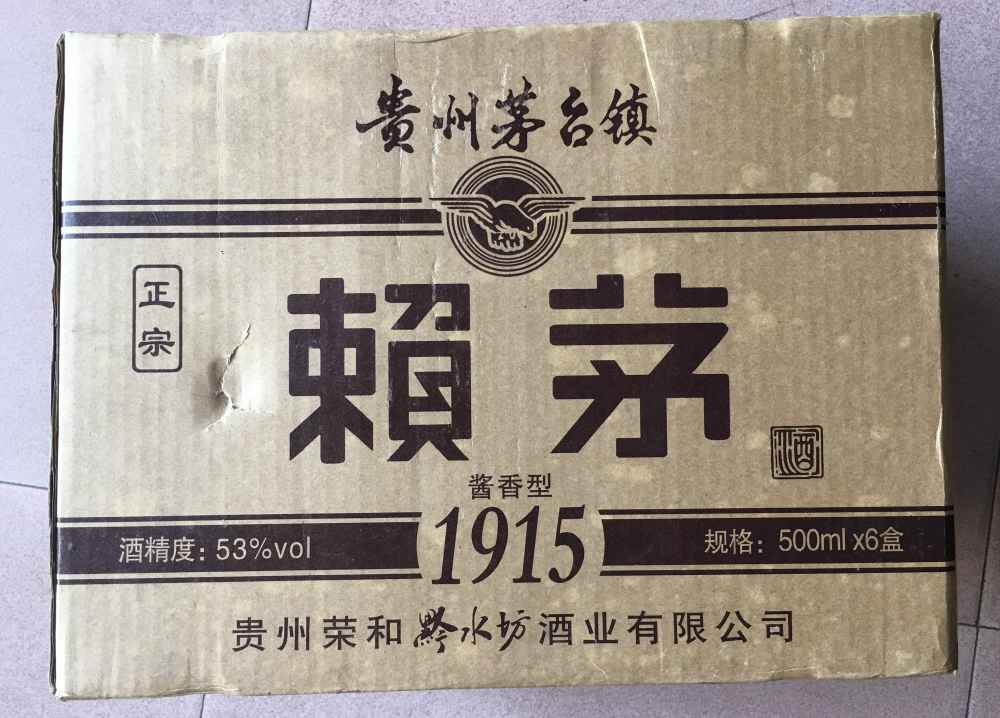 贵州茅台镇
正宗
賴茅
酒
酱香型
1915
酒精度：53%vol
规格：500ml x6盒
贵州荣和黔水坊酒业有限公司